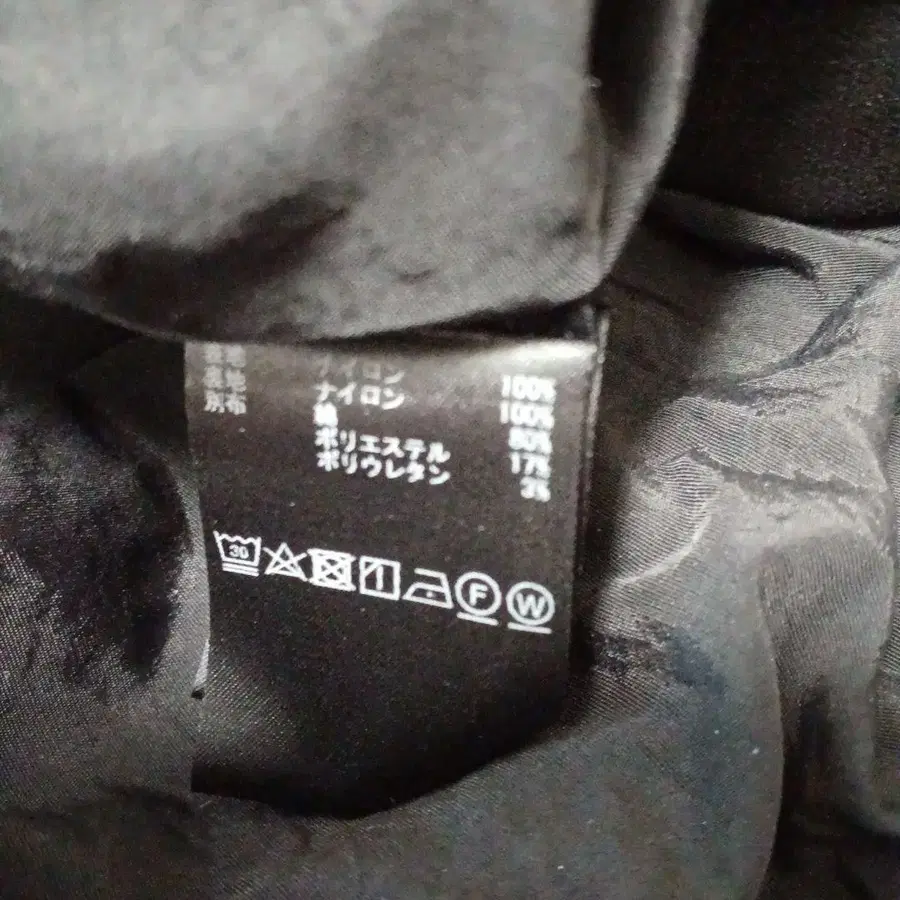 表地 ナイロン 100%
裏地 ナイロン 100%
別布 綿 80%
ポリエステル 17%
ポリウレタン 3%
30
F
W